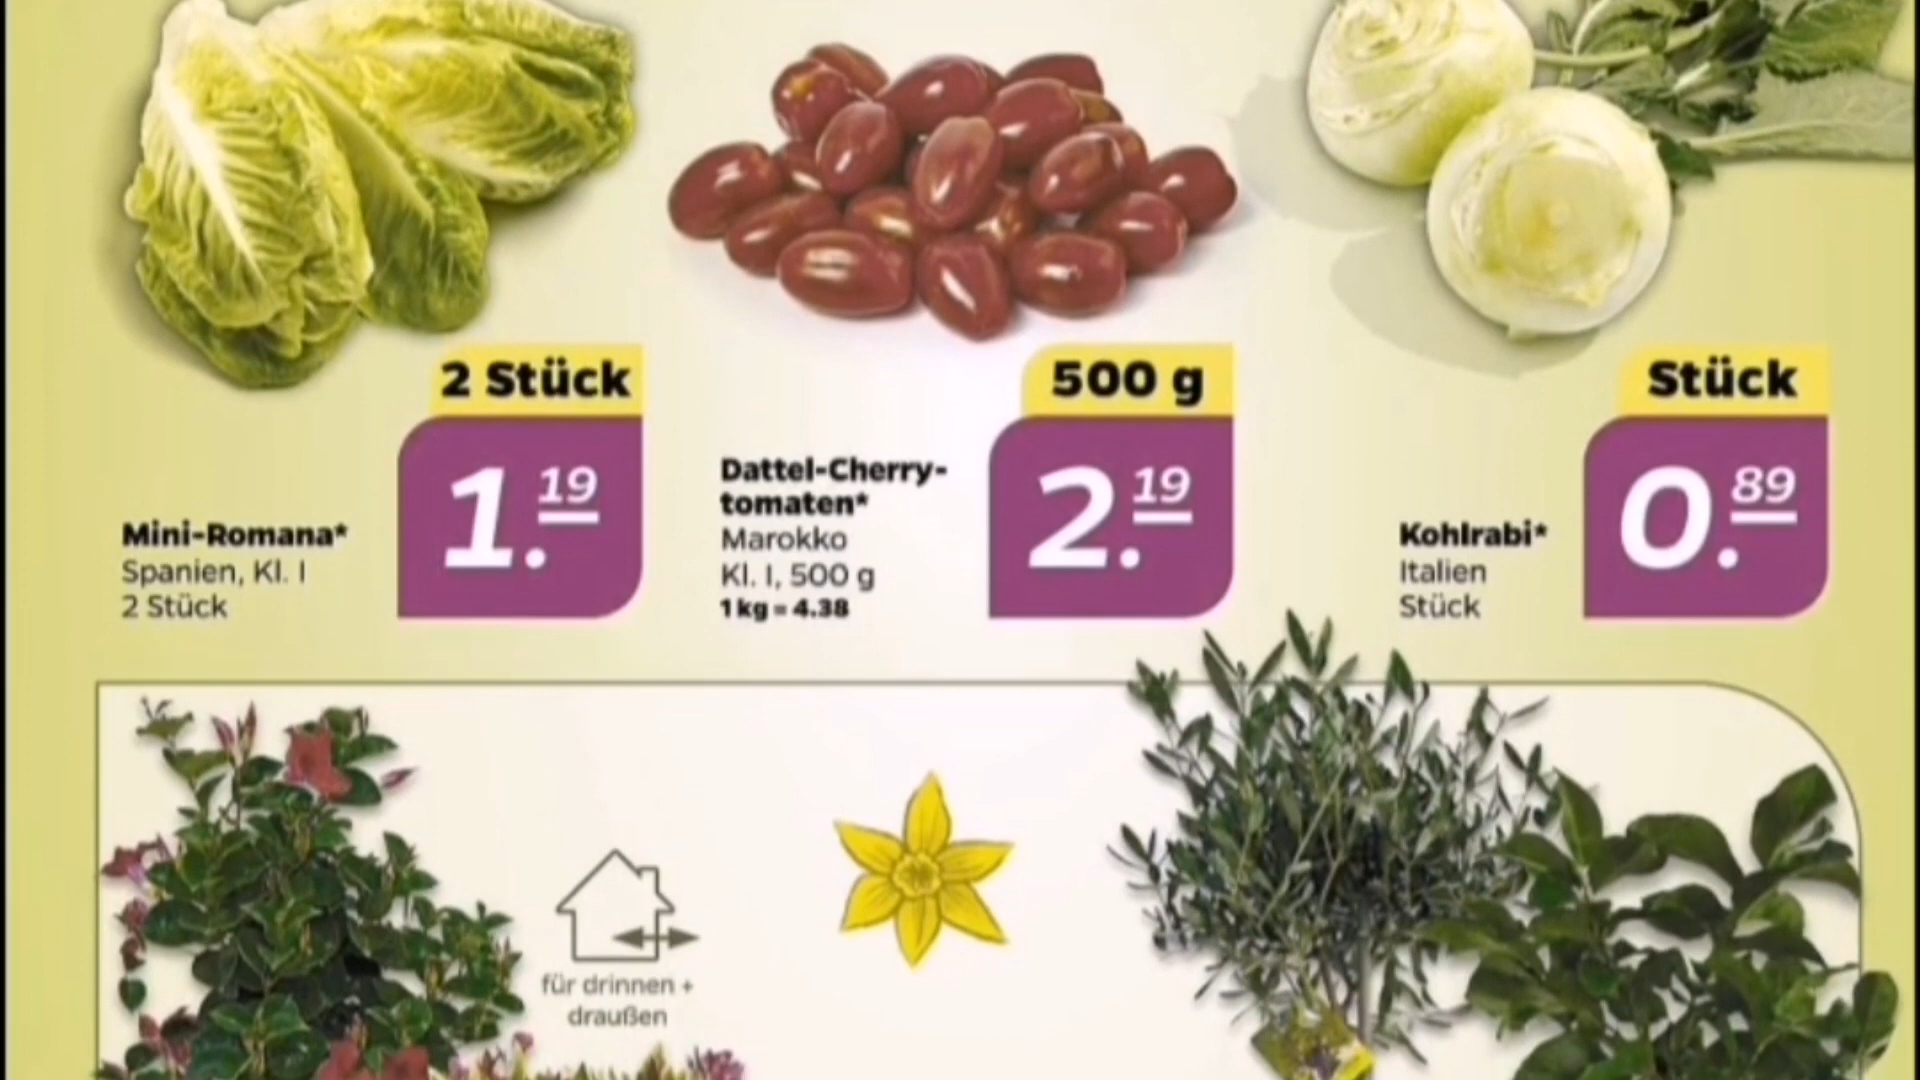 2 Stück
1.19
Mini-Romana*
Spanien, Kl. I
2 Stück
500 g
2.19
Dattel-Cherry-
tomaten*
Marokko
Kl. I, 500 g
1 kg = 4.38
Stück
0.89
Kohlrabi*
Italien
Stück
für drinnen +
draußen